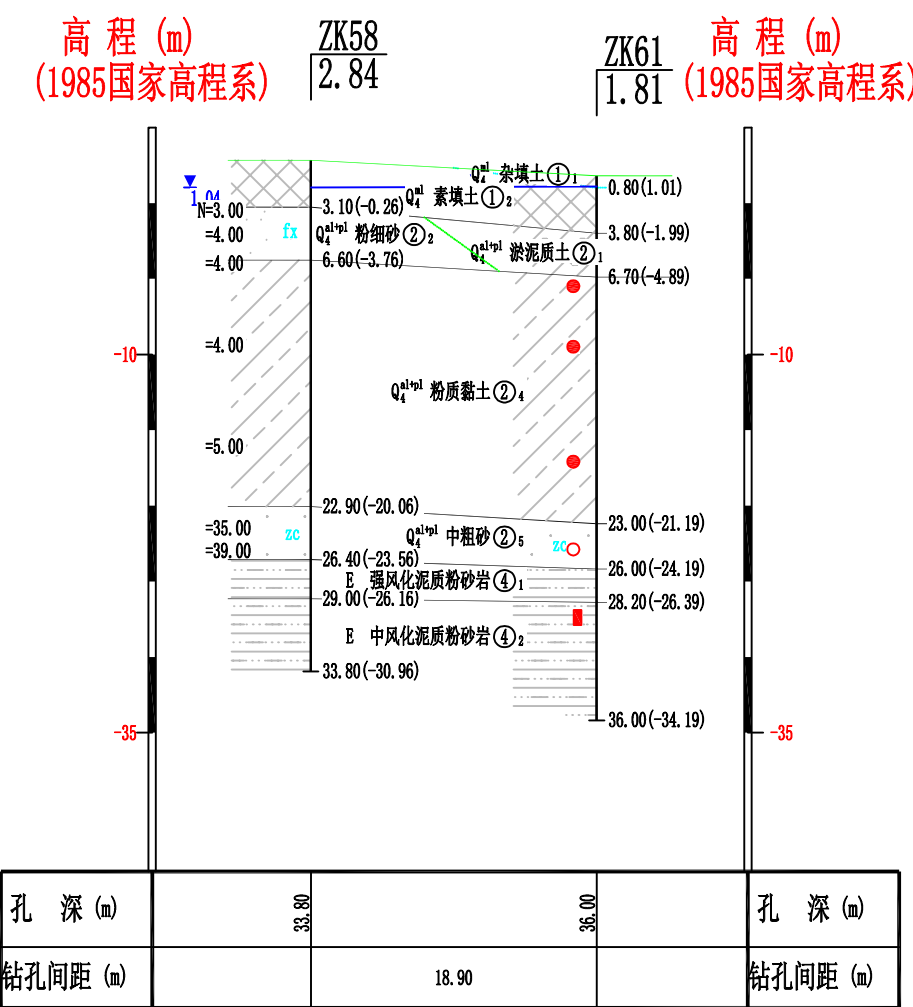 高 程 (m)
(1985国家高程系)
ZK58
2.84
ZK61
1.81
高 程 (m)
(1985国家高程系)
Q4ml 杂填土①1
0.80(1.01)
1.04
Q4ml 素填土①2
N=3.00
3.10(-0.26)
=4.00
fx
Q4al+pl 粉细砂②2
3.80(-1.99)
Q4al+pl 淤泥质土②1
=4.00
6.60(-3.76)
6.70(-4.89)
=4.00
-10
-10
Q4al+pl 粉质黏土②4
=5.00
22.90(-20.06)
23.00(-21.19)
=35.00
zc
Q4al+pl 中粗砂②5
zc
=39.00
26.40(-23.56)
26.00(-24.19)
E 强风化泥质粉砂岩④1
29.00(-26.16)
28.20(-26.39)
E 中风化泥质粉砂岩④2
33.80(-30.96)
36.00(-34.19)
-35
-35
孔 深 (m)
33.80
36.00
孔 深 (m)
钻孔间距 (m)
18.90
钻孔间距 (m)